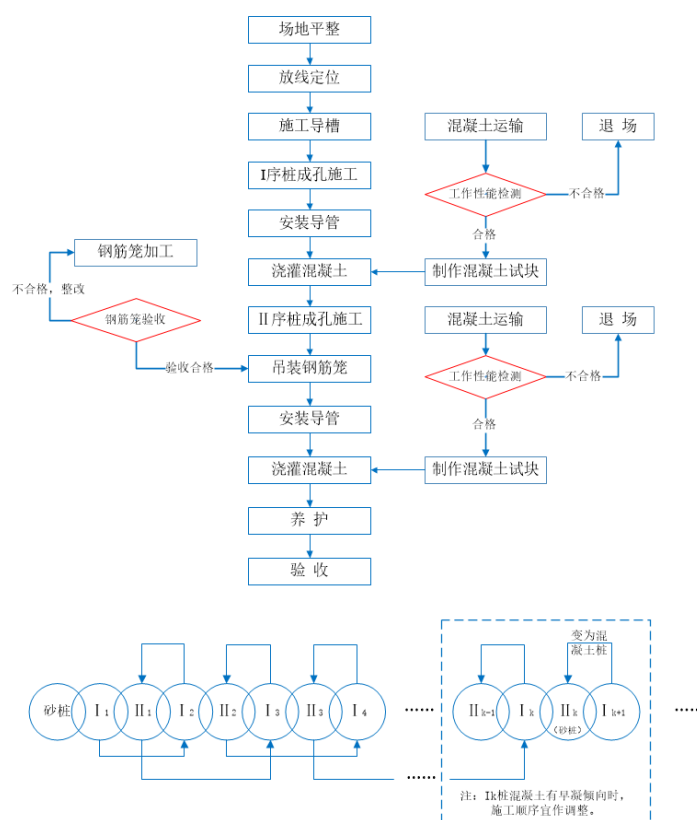 场地平整
放线定位
施工导槽
混凝土运输
退 场
I序桩成孔施工
工作性能检测
不合格
安装导管
合格
钢筋笼加工
浇灌混凝土
制作混凝土试块
不合格，整改
钢筋笼验收
II序桩成孔施工
混凝土运输
退 场
验收合格
吊装钢筋笼
工作性能检测
不合格
安装导管
合格
浇灌混凝土
制作混凝土试块
养 护
验 收
变为混
凝土桩
砂桩
I1
II1
I2
II2
I3
II3
I4
……
IIk-1
Ik
IIk
(砂桩)
Ik+1
……
……
注：Ik桩混凝土有早凝倾向时，
施工顺序宜作调整。